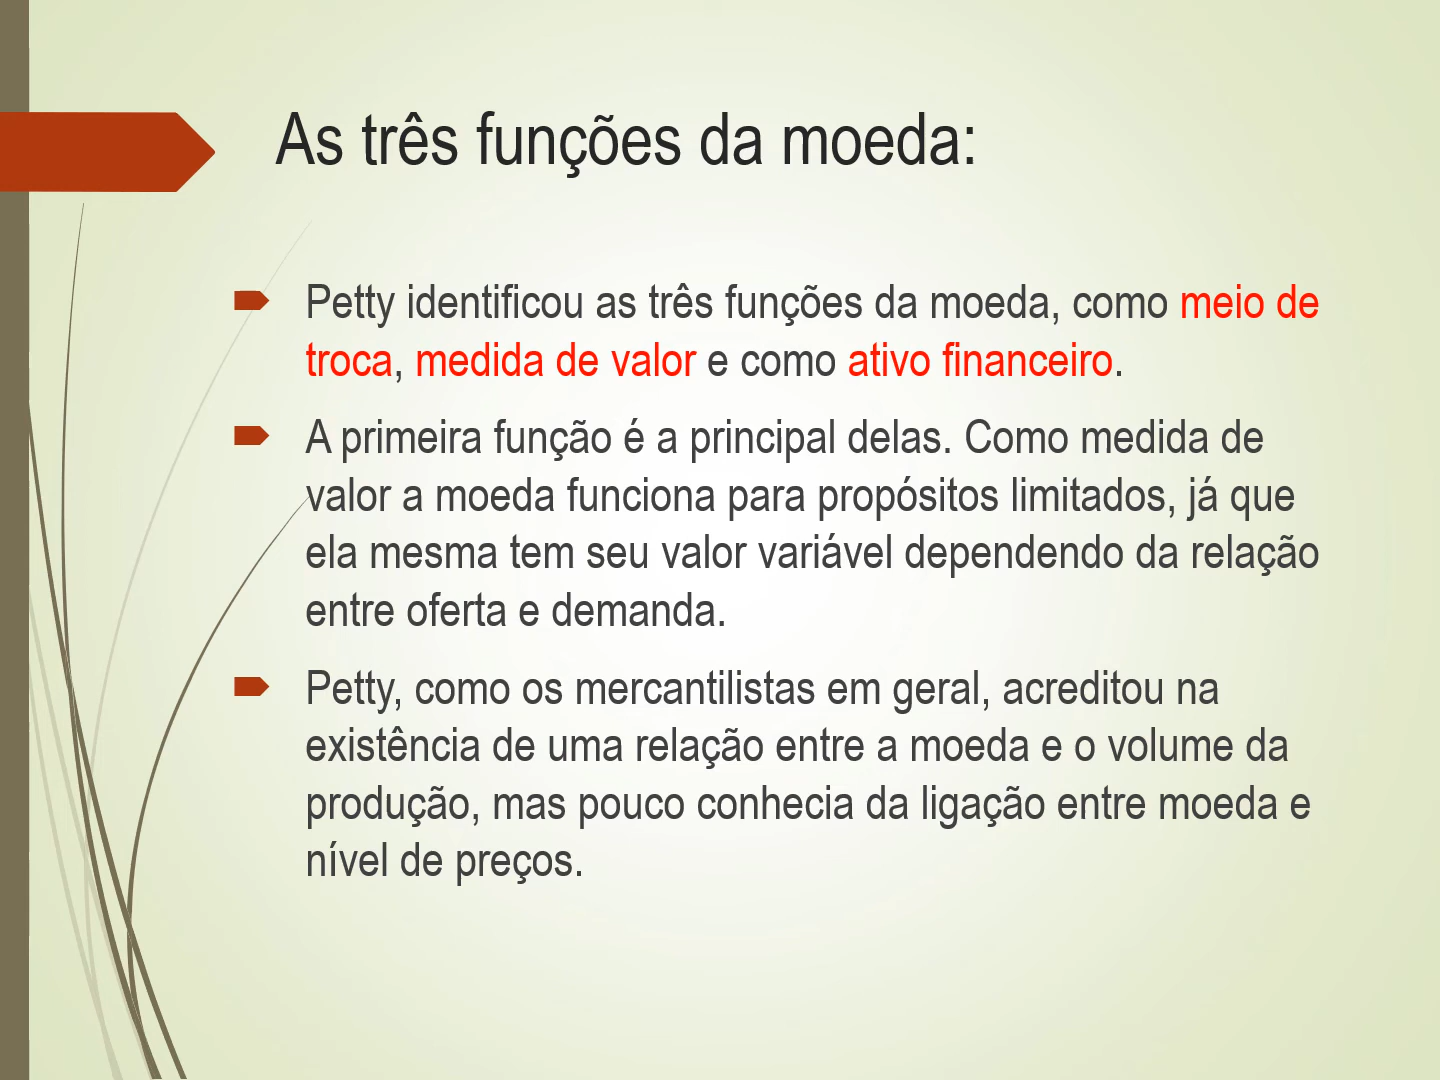 As três funções da moeda:
Petty identificou as três funções da moeda, como meio de
troca, medida de valor e como ativo financeiro.
A primeira função é a principal delas. Como medida de
valor a moeda funciona para propósitos limitados, já que
ela mesma tem seu valor variável dependendo da relação
entre oferta e demanda.
Petty, como os mercantilistas em geral, acreditou na
existência de uma relação entre a moeda e o volume da
produção, mas pouco conhecia da ligação entre moeda e
nível de preços.